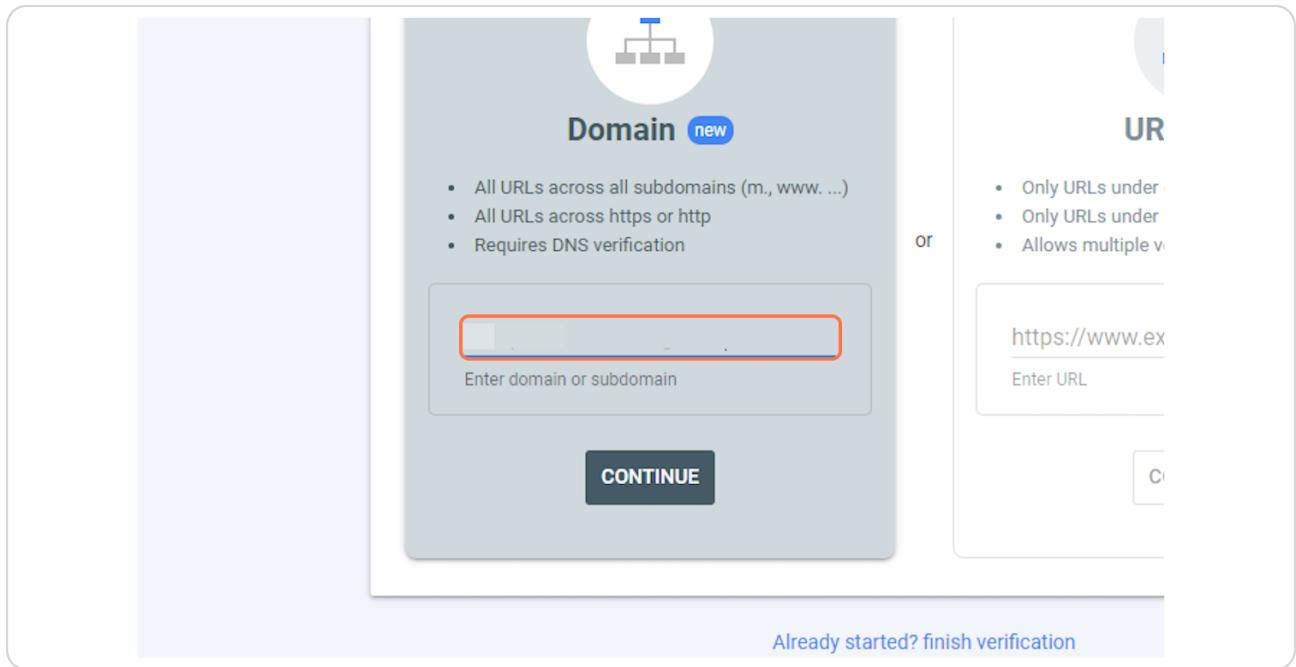 Domain new
All URLs across all subdomains (m., www. ...)
All URLs across https or http
Requires DNS verification
Enter domain or subdomain
CONTINUE
or
UR
Only URLs under
Only URLs under
Allows multiple
https://www.ex
Enter URL
Already started? finish verification